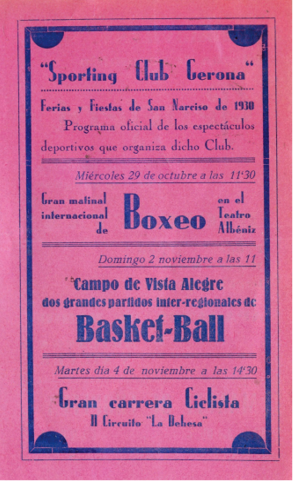 "Sporting Club Gerona"
Ferias y Fiestas de San Narciso de 1930
Programa oficial de los espectáculos
deportivos que organiza dicho Club.
Miércoles 29 de octubre a las 11'30
Gran matinal
internacional
de
Boxeo
en el
Teatro
Albéniz
Domingo 2 noviembre a las 11
Campo de Vista Alegre
dos grandes partidos inter-regionales de
Basket-Ball
Martes día 4 de noviembre a las 14'30
Gran carrera Ciclista
II Circuito "La Dehesa"